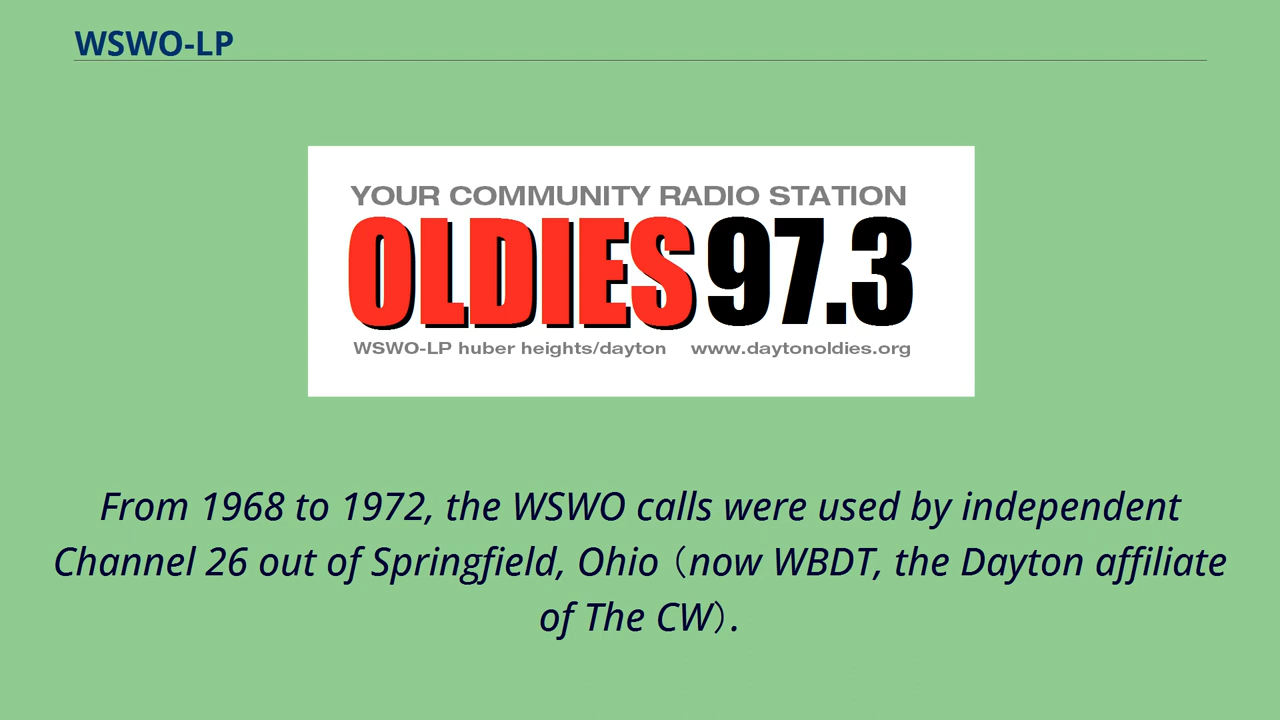 WSWO-LP
YOUR COMMUNITY RADIO STATION
OLDIES 97.3
WSWO-LP huber heights/dayton www.daytonoldies.org
From 1968 to 1972, the WSWO calls were used by independent
Channel 26 out of Springfield, Ohio（now WBDT, the Dayton affiliate
of The CW）.